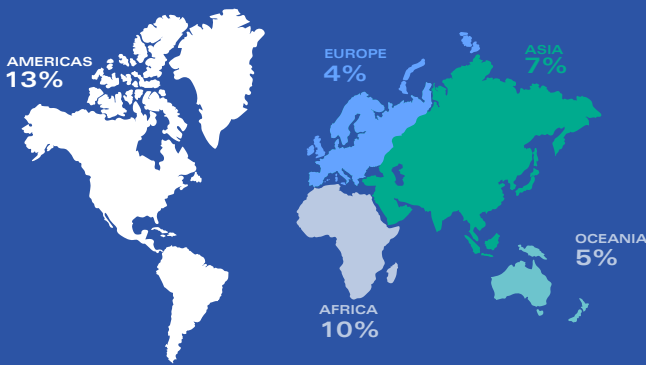 AMERICAS
13%
EUROPE
4%
ASIA
7%
OCEANIA
5%
AFRICA
10%